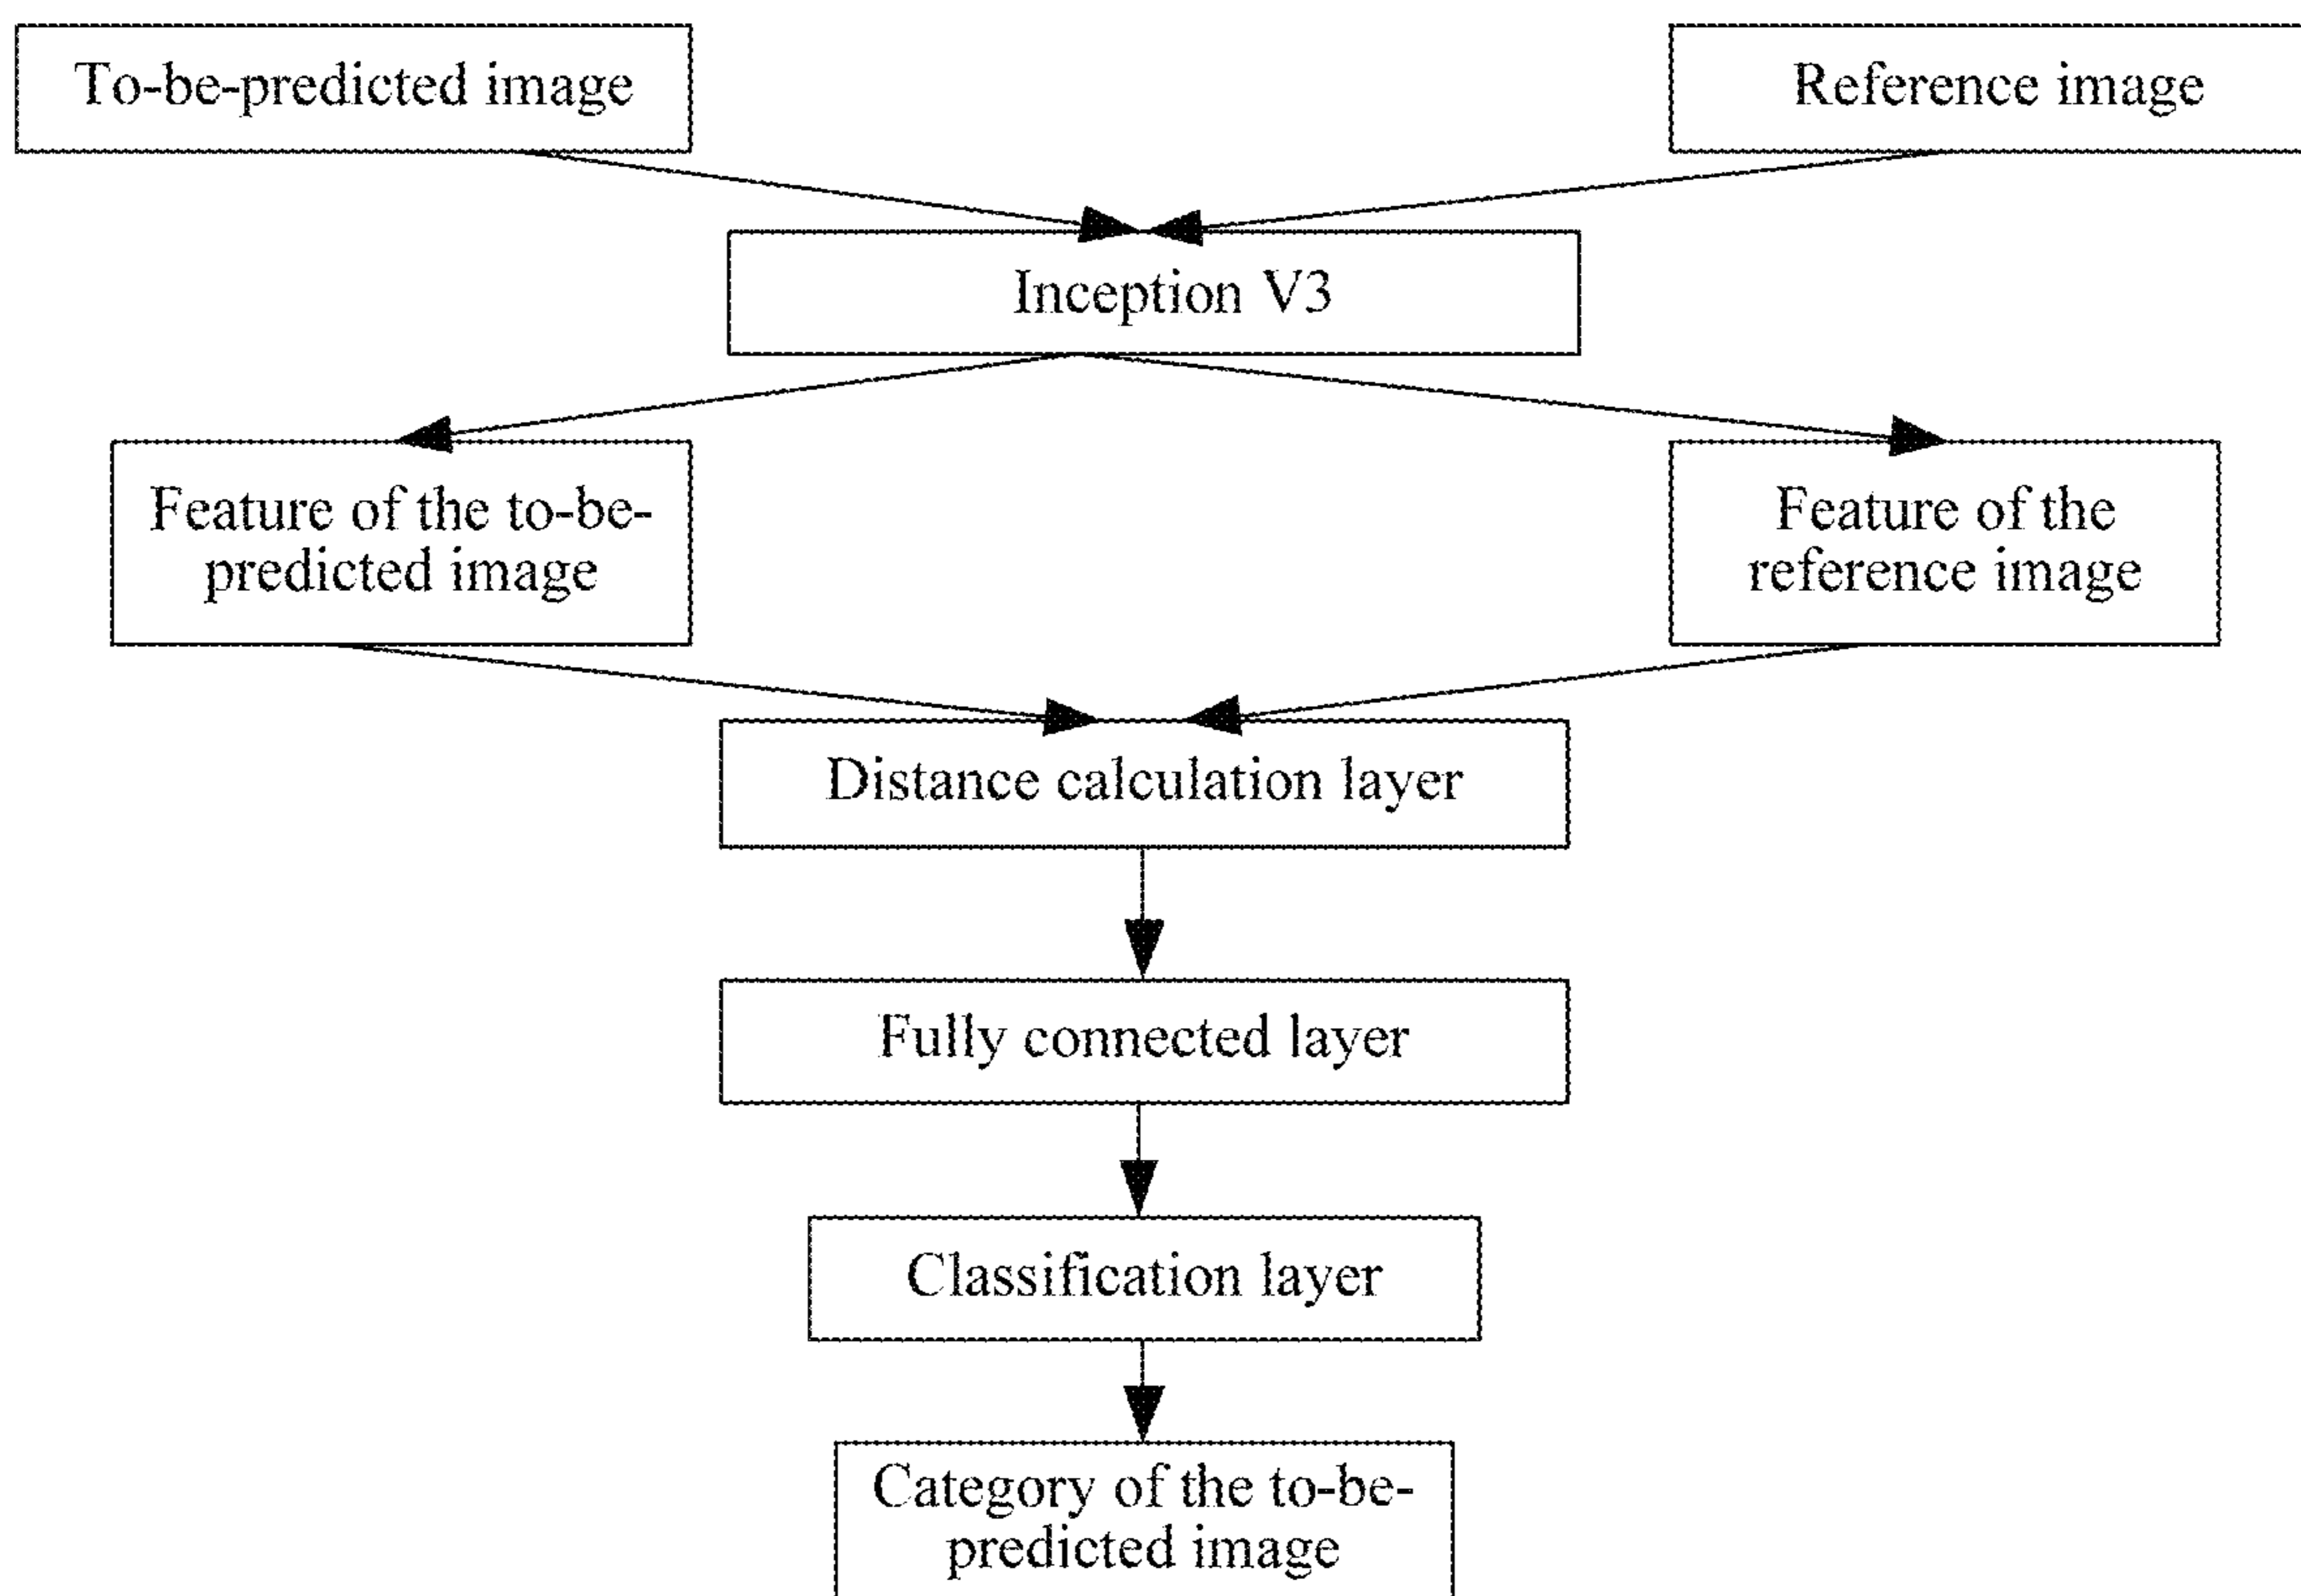 To-be-predicted image
Reference image
Inception V3
Feature of the to-be-
predicted image
Feature of the
reference image
Distance calculation layer
Fully connected layer
Classification layer
Category of the to-be-
predicted image